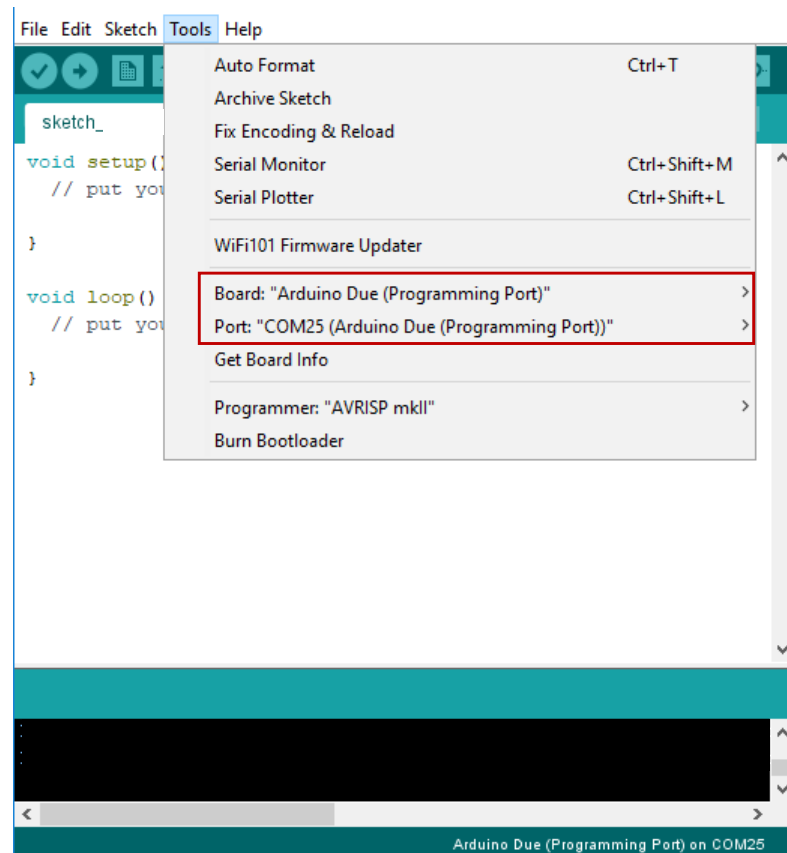 File Edit Sketch Tools Help
Auto Format Ctrl+T
Archive Sketch
sketch_
Fix Encoding & Reload
void setup()
Serial Monitor Ctrl+Shift+M
// put you
Serial Plotter Ctrl+Shift+L
}
WiFi101 Firmware Updater
void loop()
Board: "Arduino Due (Programming Port)"
// put you
Port: "COM25 (Arduino Due (Programming Port))"
Get Board Info
}
Programmer: "AVRISP mkII"
Burn Bootloader
Arduino Due (Programming Port) on COM25